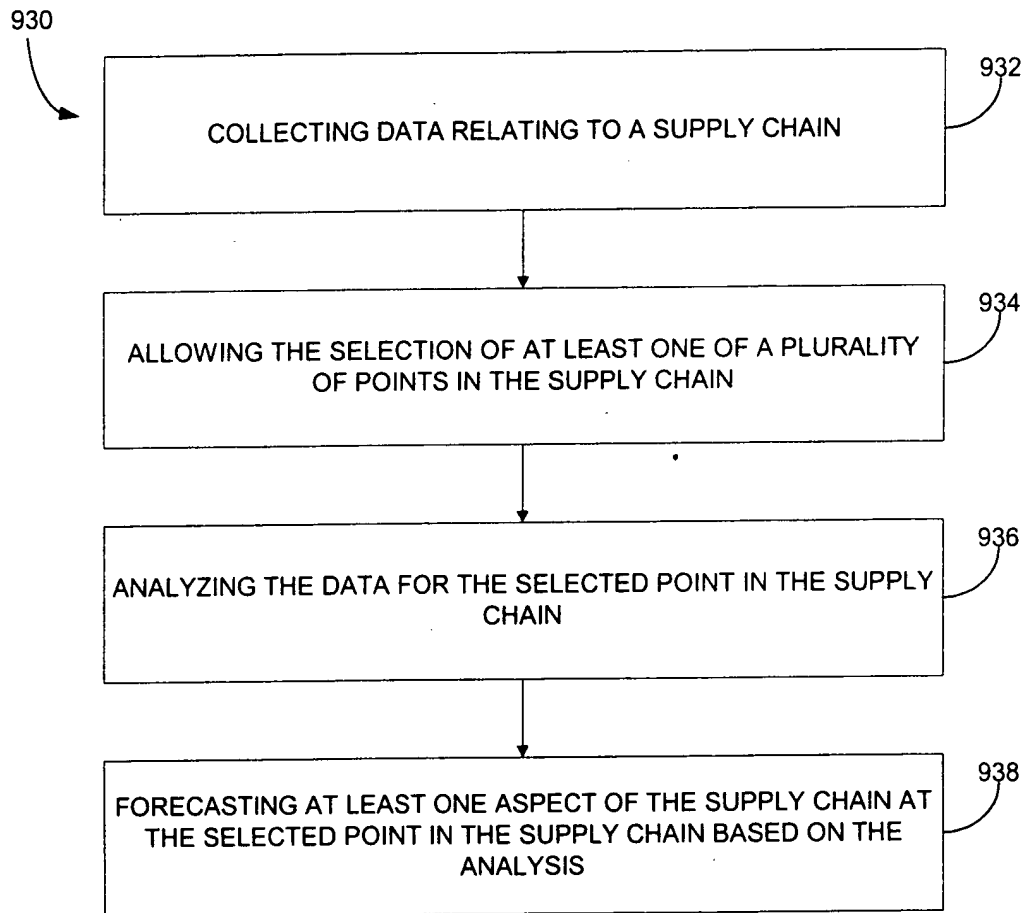 930
932
COLLECTING DATA RELATING TO A SUPPLY CHAIN
934
ALLOWING THE SELECTION OF AT LEAST ONE OF A PLURALITY
OF POINTS IN THE SUPPLY CHAIN
936
ANALYZING THE DATA FOR THE SELECTED POINT IN THE SUPPLY
CHAIN
938
FORECASTING AT LEAST ONE ASPECT OF THE SUPPLY CHAIN AT
THE SELECTED POINT IN THE SUPPLY CHAIN BASED ON THE
ANALYSIS